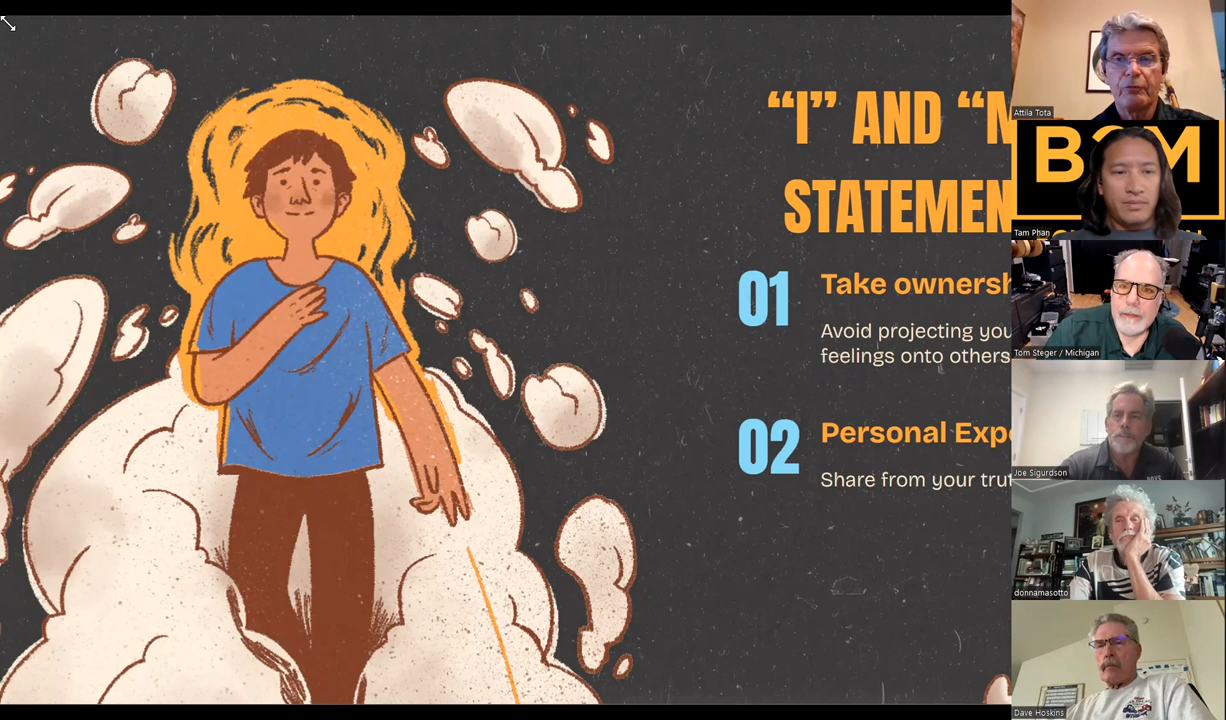 “I” AND “M
STATEMEN
01
Take ownersh
Avoid projecting you
feelings onto others
02
Personal Expe
Share from your trut
Attila Tota
B M
Tam Phan
Tom Steger / Michigan
Joe Sigurdson
donnamasotto
Dave Hoskins